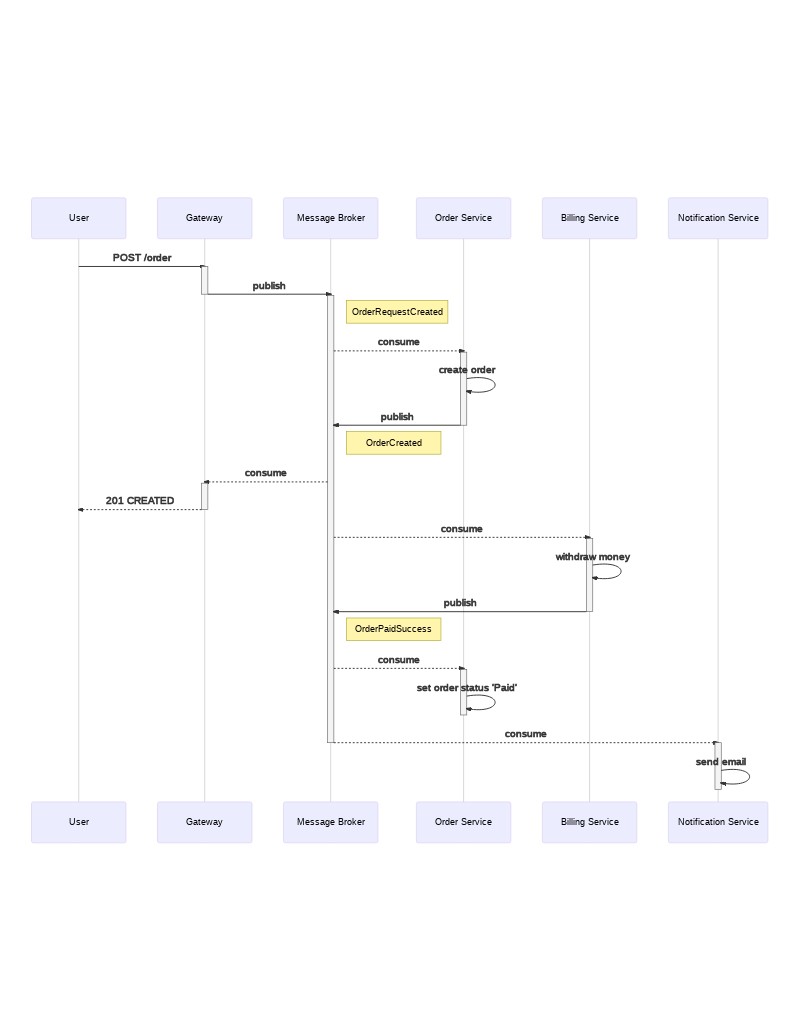 User
Gateway
Message Broker
Order Service
Billing Service
Notification Service
POST /order
publish
OrderRequestCreated
consume
create order
publish
OrderCreated
consume
201 CREATED
consume
withdraw money
publish
OrderPaidSuccess
consume
set order status 'Paid'
consume
send email
User
Gateway
Message Broker
Order Service
Billing Service
Notification Service